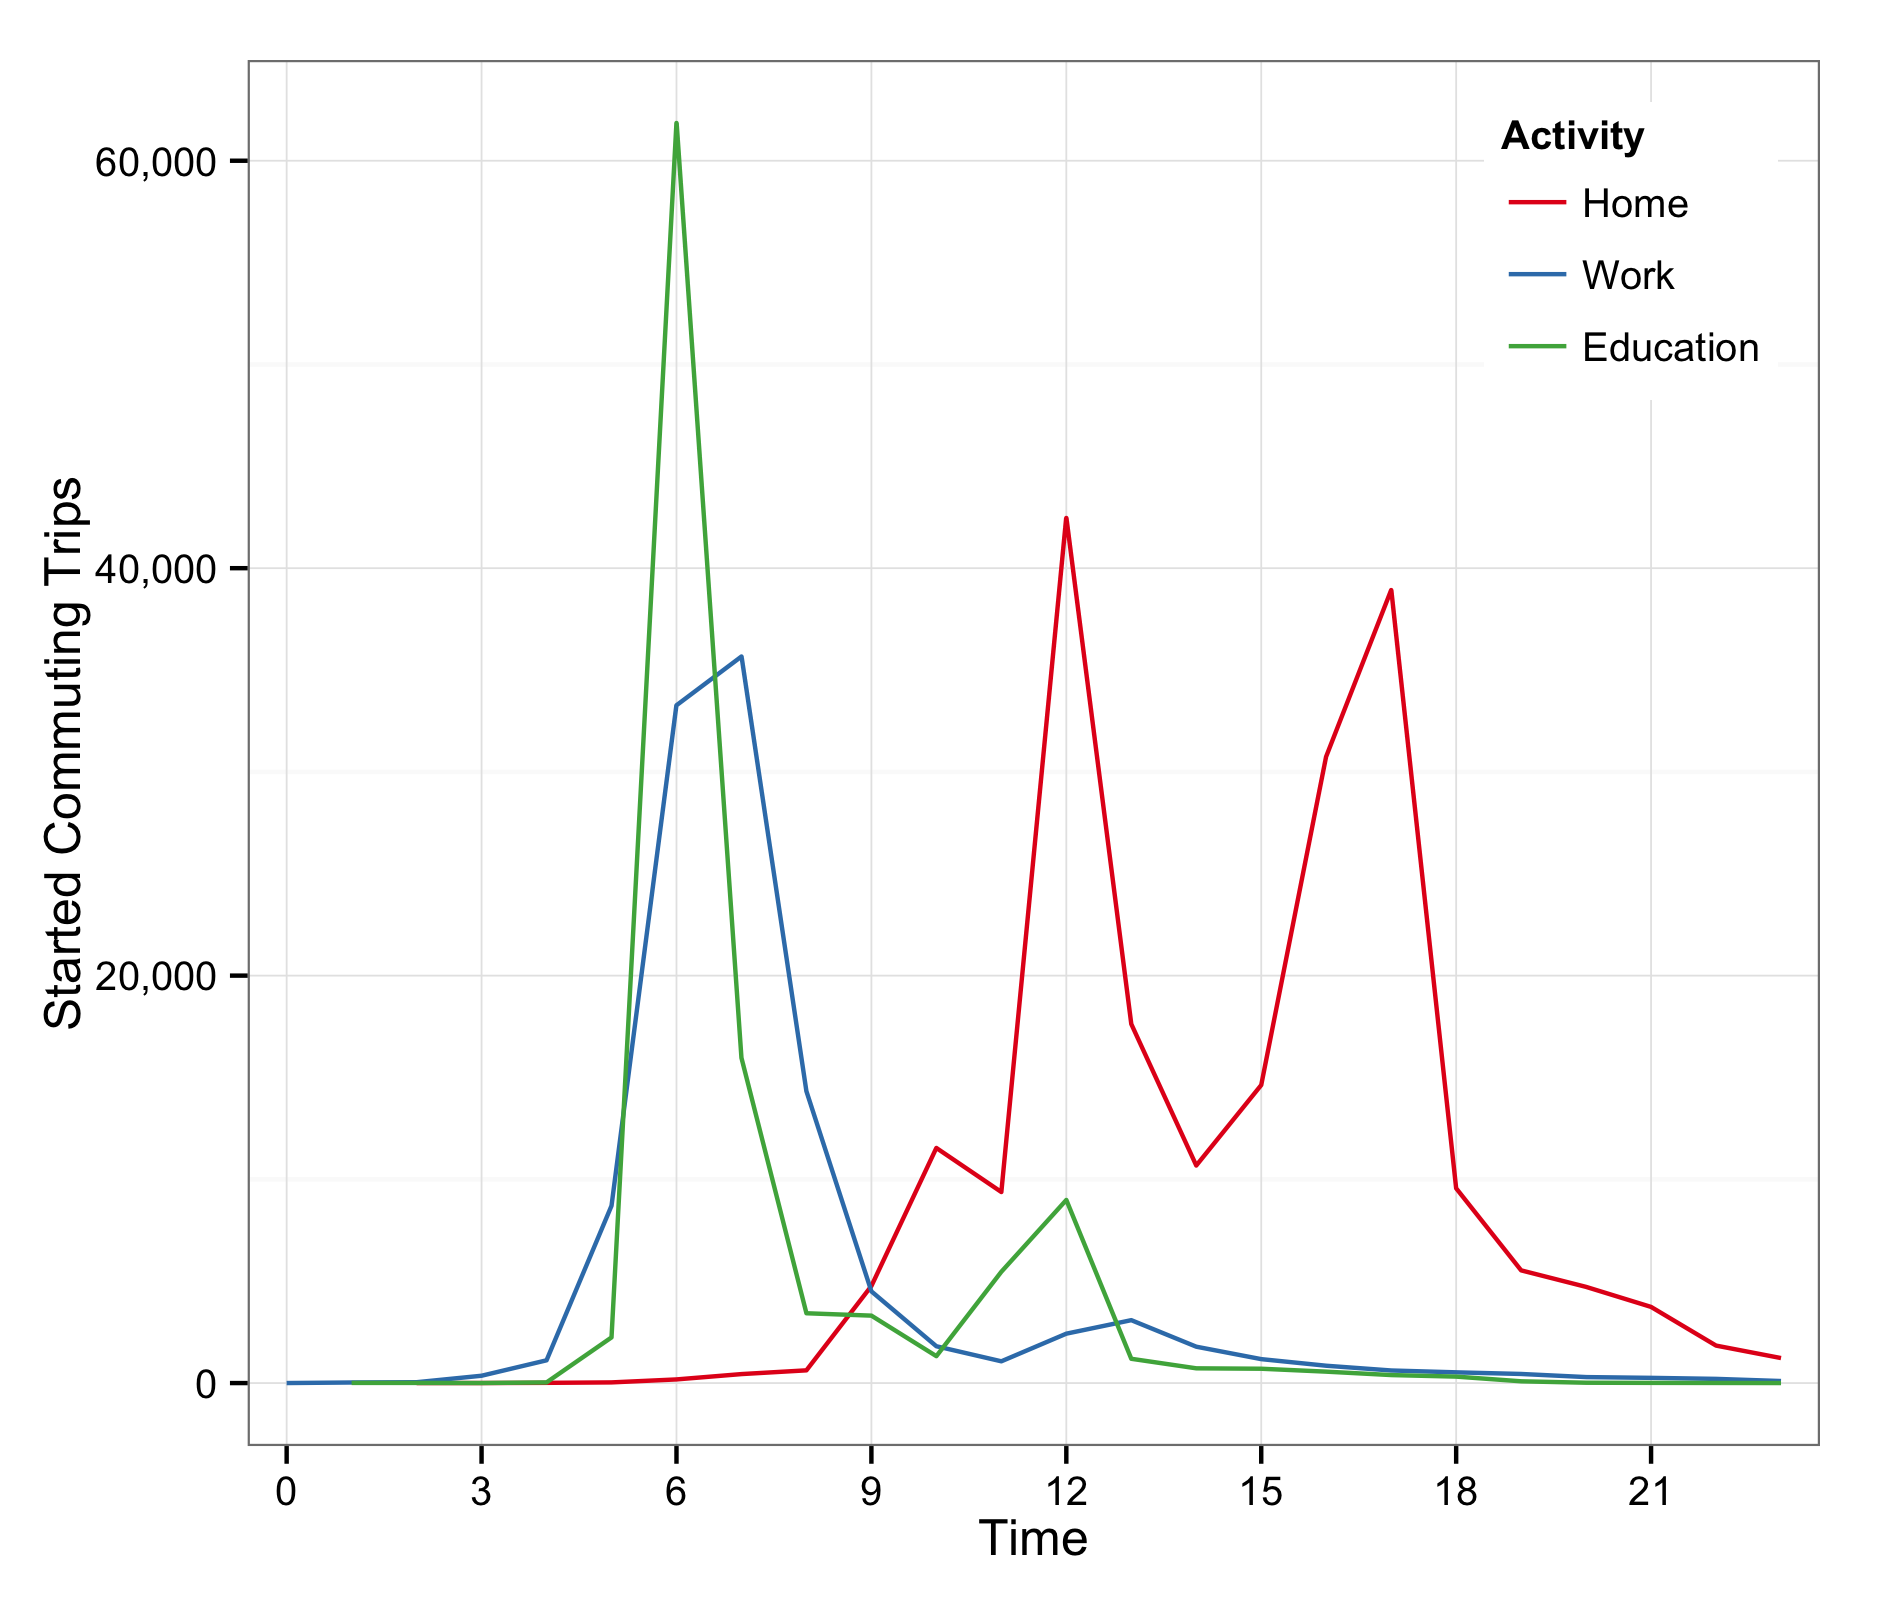 Activity
Home
Work
Education
Started Commuting Trips
60,000
40,000
20,000
0
0 3 6 9 12 15 18 21
Time